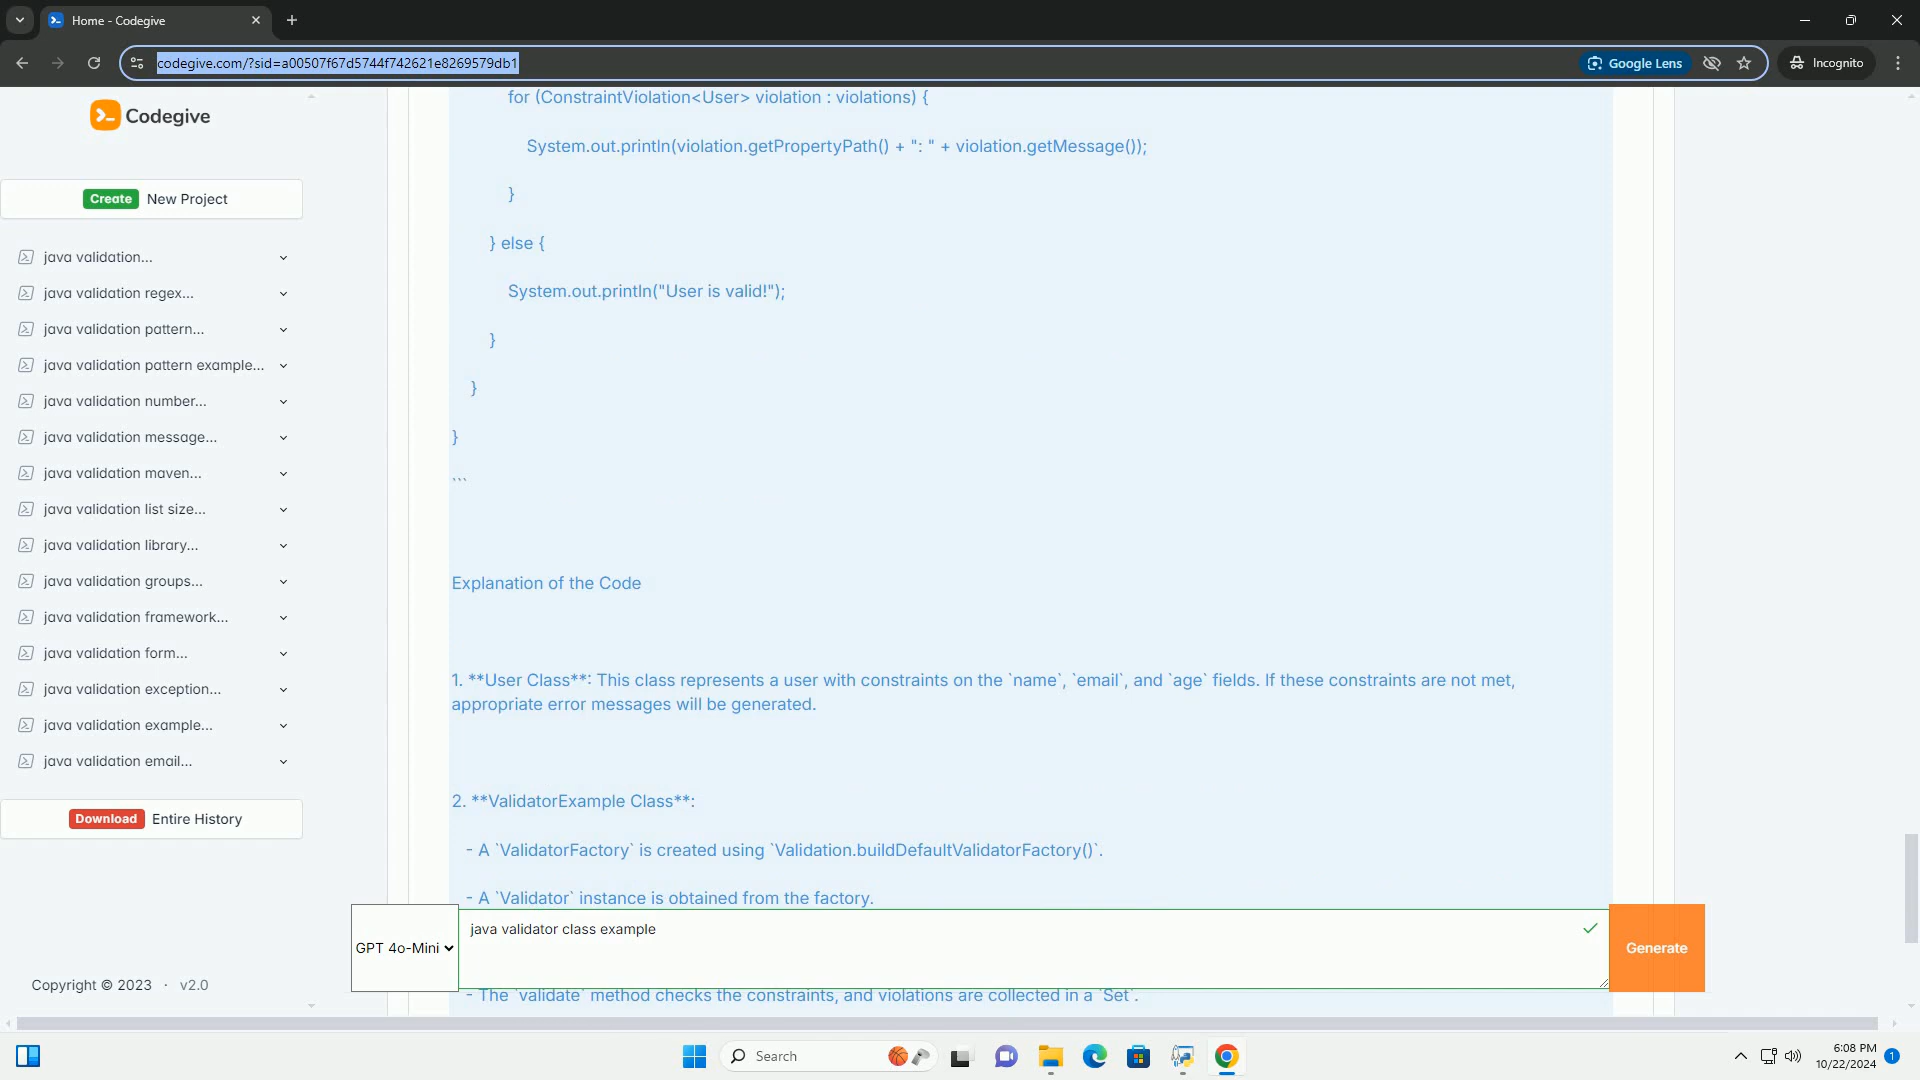 Home - Codegive
codegive.com/?sid=a00507f67d5744f742621e8269579db1
Google Lens
Incognito
Codegive
Create New Project
java validation...
java validation regex...
java validation pattern...
java validation pattern example...
java validation number...
java validation message...
java validation maven...
java validation list size...
java validation library...
java validation groups...
java validation framework...
java validation form...
java validation exception...
java validation example...
java validation email...
Download Entire History
Copyright © 2023 · v2.0
for (ConstraintViolation<User> violation : violations) {
System.out.println(violation.getPropertyPath() + ": " + violation.getMessage());
}
} else {
System.out.println("User is valid!");
}
}
}
```
Explanation of the Code
1. **User Class**: This class represents a user with constraints on the `name`, `email`, and `age` fields. If these constraints are not met,
appropriate error messages will be generated.
2. **ValidatorExample Class**:
- A `ValidatorFactory` is created using `Validation.buildDefaultValidatorFactory()`.
- A `Validator` instance is obtained from the factory.
GPT 4o-Mini
java validator class example
Generate
- The `validate` method checks the constraints, and violations are collected in a `Set`.
Search
6:08 PM
10/22/2024
1